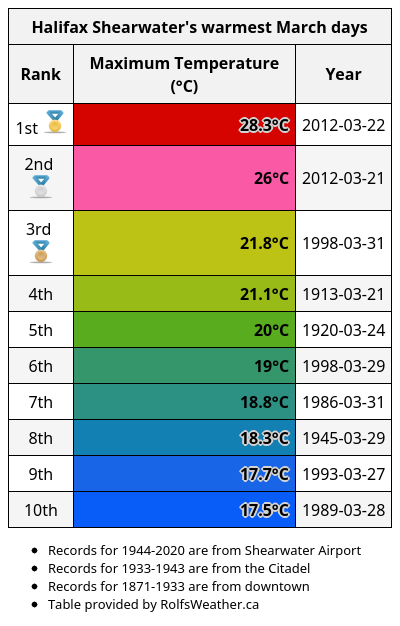 Halifax Shearwater's warmest March days
Rank
Maximum Temperature
(°C)
Year
1st 28.3°C 2012-03-22
2nd 26°C 2012-03-21
3rd 21.8°C 1998-03-31
4th 21.1°C 1913-03-21
5th 20°C 1920-03-24
6th 19°C 1998-03-29
7th 18.8°C 1986-03-31
8th 18.3°C 1945-03-29
9th 17.7°C 1993-03-27
10th 17.5°C 1989-03-28
Records for 1944-2020 are from Shearwater Airport
Records for 1933-1943 are from the Citadel
Records for 1871-1933 are from downtown
Table provided by RolfsWeather.ca